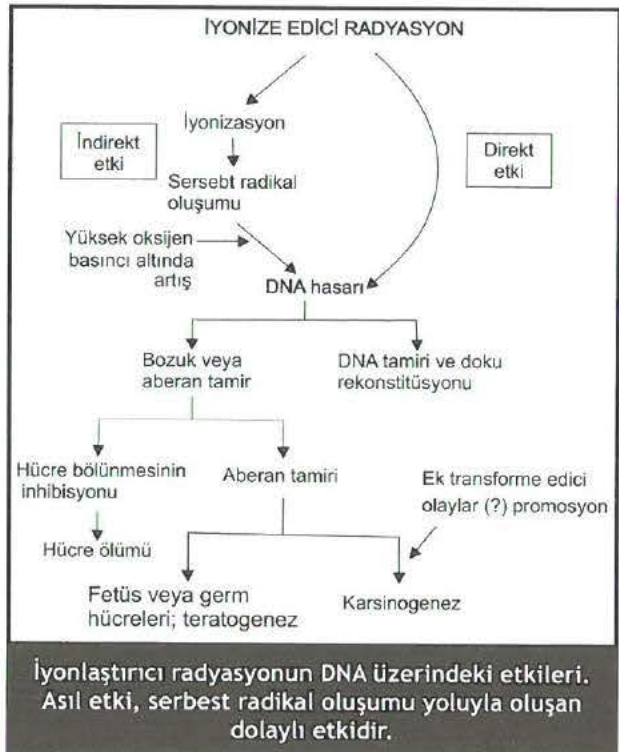 İYONİZE EDİCİ RADYASYON
İyonizasyon
İndirekt
etki
Direkt
etki
Sersebt radikal
oluşumu
Yüksek oksijen
basıncı altında
artış
DNA hasarı
Bozuk veya
aberan tamir
DNA tamiri ve doku
rekonstitüsyonu
Hücre bölünmesinin
inhibisyonu
Aberan tamiri
Ek transforme edici
olaylar (?) promosyon
Hücre ölümü
Fetüs veya germ
hücreleri; teratogenez
Karsinogenez
İyonlaştırıcı radyasyonun DNA üzerindeki etkileri.
Asıl etki, serbest radikal oluşumu yoluyla oluşan
dolaylı etkidir.